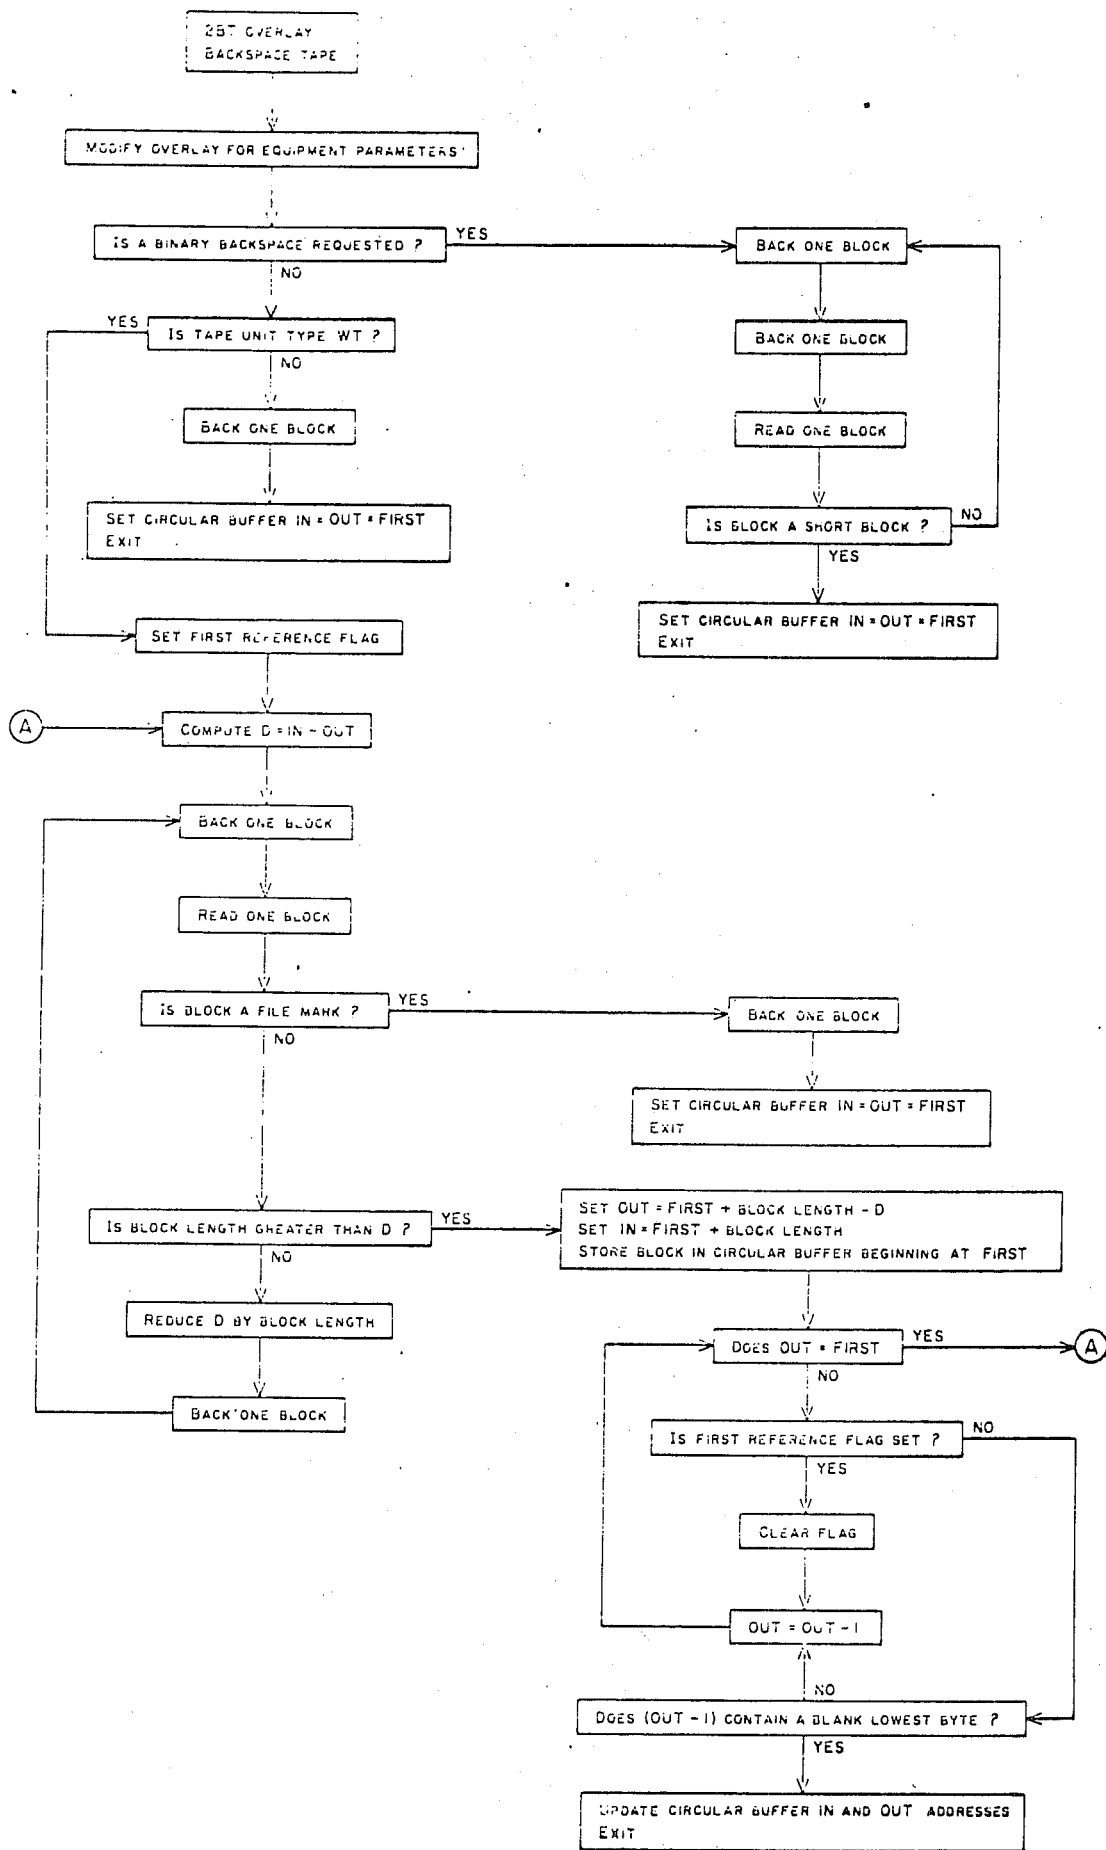 2BT OVERLAY
BACKSPACE TAPE
MODIFY OVERLAY FOR EQUIPMENT PARAMETERS
IS A BINARY BACKSPACE REQUESTED ?
YES
NO
BACK ONE BLOCK
YES
IS TAPE UNIT TYPE WT ?
NO
BACK ONE BLOCK
BACK ONE BLOCK
READ ONE BLOCK
SET CIRCULAR BUFFER IN = OUT = FIRST
EXIT
IS BLOCK A SHORT BLOCK ?
NO
YES
SET CIRCULAR BUFFER IN = OUT = FIRST
EXIT
SET FIRST REFERENCE FLAG
A
COMPUTE D = IN - OUT
BACK ONE BLOCK
READ ONE BLOCK
IS BLOCK A FILE MARK ?
YES
NO
BACK ONE BLOCK
SET CIRCULAR BUFFER IN = OUT = FIRST
EXIT
IS BLOCK LENGTH GREATER THAN D ?
YES
NO
SET OUT = FIRST + BLOCK LENGTH - D
SET IN = FIRST + BLOCK LENGTH
STORE BLOCK IN CIRCULAR BUFFER BEGINNING AT FIRST
REDUCE D BY BLOCK LENGTH
BACK ONE BLOCK
DOES OUT = FIRST
YES
A
NO
IS FIRST REFERENCE FLAG SET ?
NO
YES
CLEAR FLAG
OUT = OUT - 1
NO
DOES (OUT - 1) CONTAIN A BLANK LOWEST BYTE ?
YES
UPDATE CIRCULAR BUFFER IN AND OUT ADDRESSES
EXIT